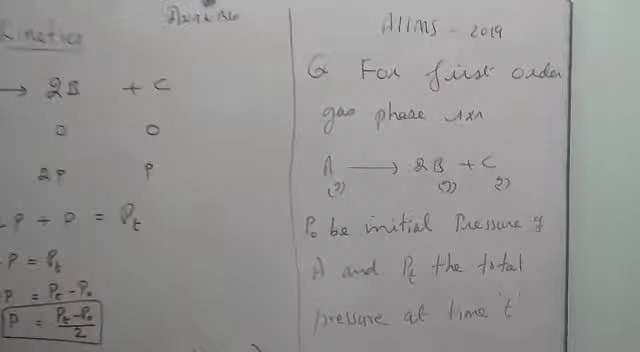 Kinetics
→ 2B + C
0 0
2P P
P + P = Pt
P = Pt
P = Pt - P0
P = Pt - P0 / 2
AIIMS - 2019
Q For first order
gas phase rxn
A → 2B + C
(g) (g) (g)
P0 be initial Pressure of
A and Pt the total
pressure at time 't'